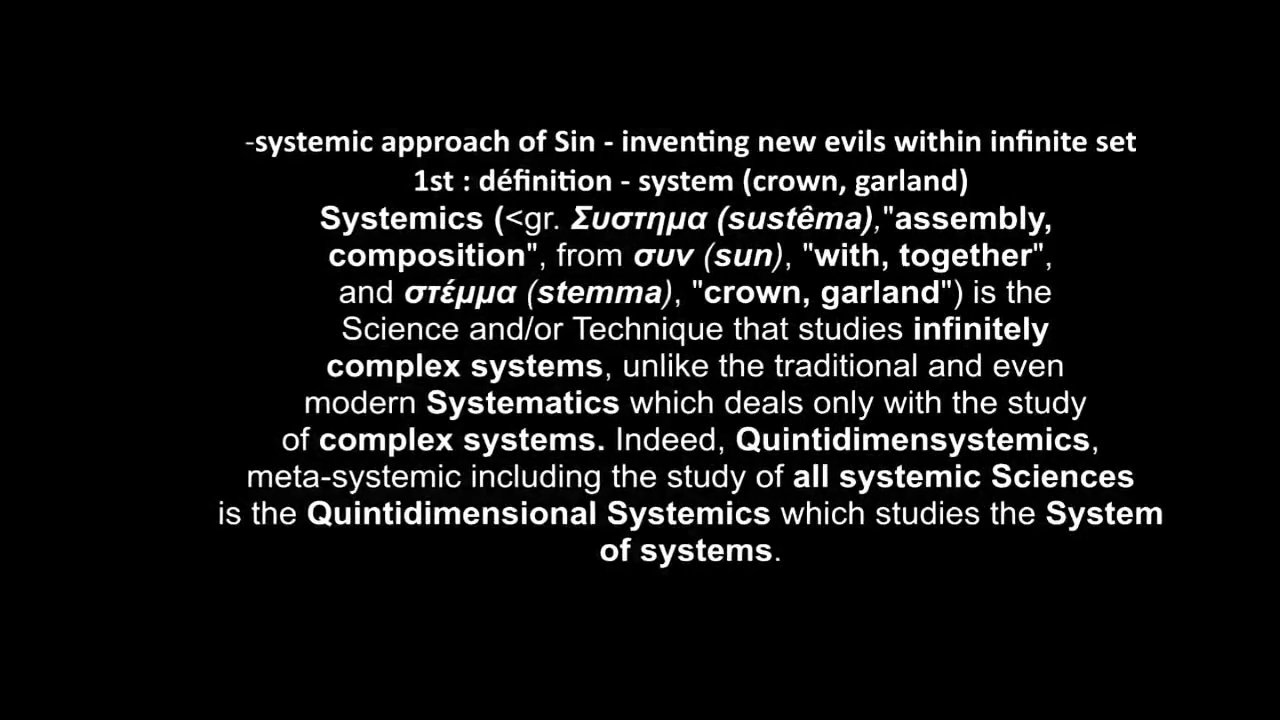 -systemic approach of Sin - inventing new evils within infinite set
1st : définition - system (crown, garland)
Systemics (<gr. Συστημα (sustêma),"assembly,
composition", from συν (sun), "with, together",
and στέμμα (stemma), "crown, garland") is the
Science and/or Technique that studies infinitely
complex systems, unlike the traditional and even
modern Systematics which deals only with the study
of complex systems. Indeed, Quintidimensystemics,
meta-systemic including the study of all systemic Sciences
is the Quintidimensional Systemics which studies the System
of systems.